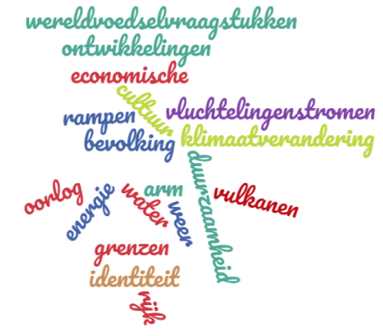 wereldvoedselvraagstukken
ontwikkelingen
economische
cultuur
rampen
vluchtelingenstromen
bevolking
klimaatverandering
duurzaamheid
oorlog
energie
water
arm
weer
vulkanen
grenzen
identiteit
rijk